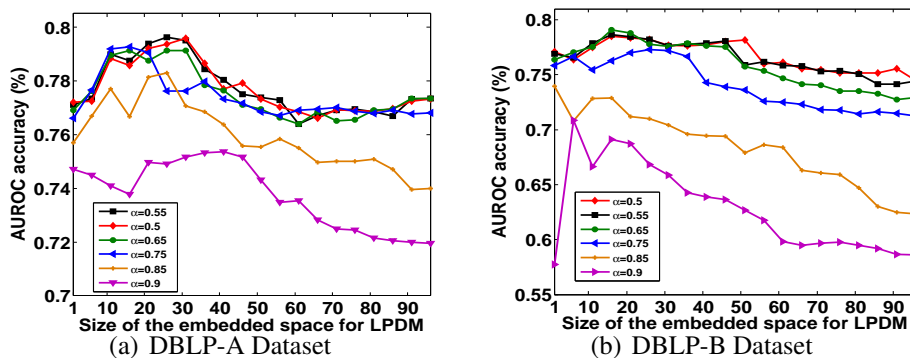 0.8
0.78
0.76
0.74
0.72
0.7
AUROC accuracy (%)
α=0.55
α=0.5
α=0.65
α=0.75
α=0.85
α=0.9
1 10 20 30 40 50 60 70 80 90
Size of the embedded space for LPDM
(a) DBLP-A Dataset
0.8
0.75
0.7
0.65
0.6
0.55
AUROC accuracy (%)
α=0.5
α=0.55
α=0.65
α=0.75
α=0.85
α=0.9
1 10 20 30 40 50 60 70 80 90
Size of the embedded space for LPDM
(b) DBLP-B Dataset